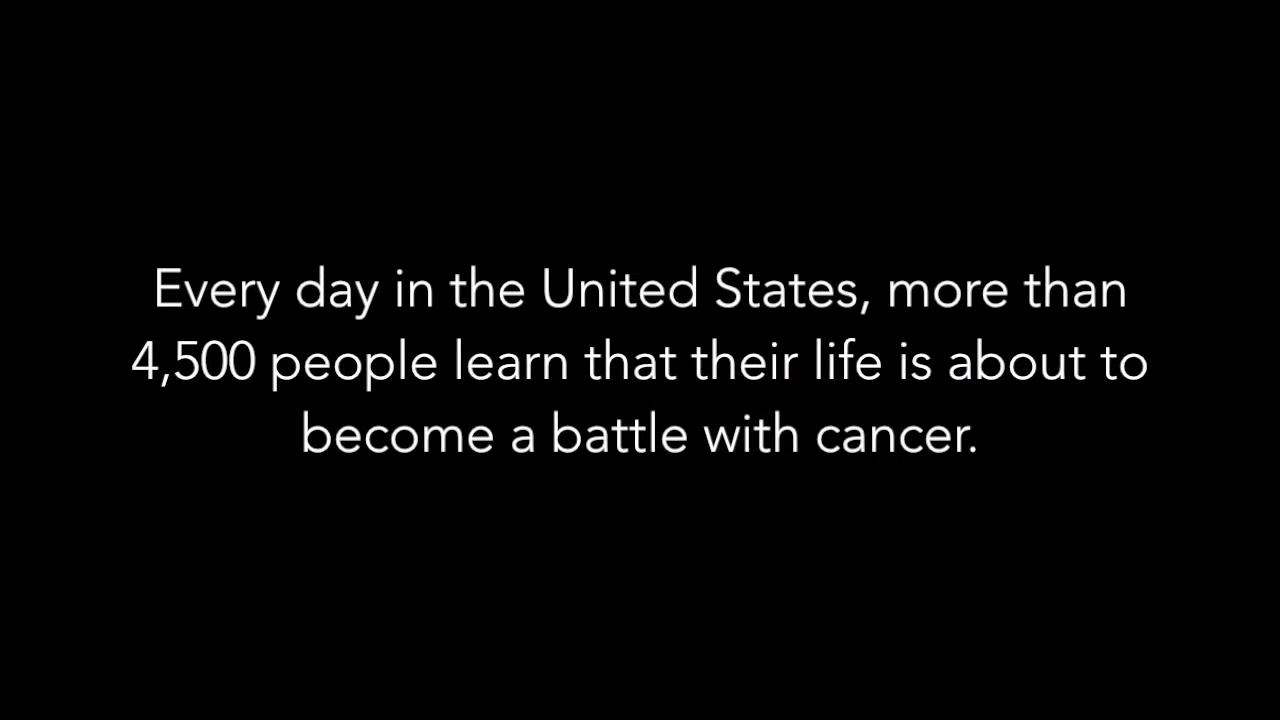 Every day in the United States, more than
4,500 people learn that their life is about to
become a battle with cancer.